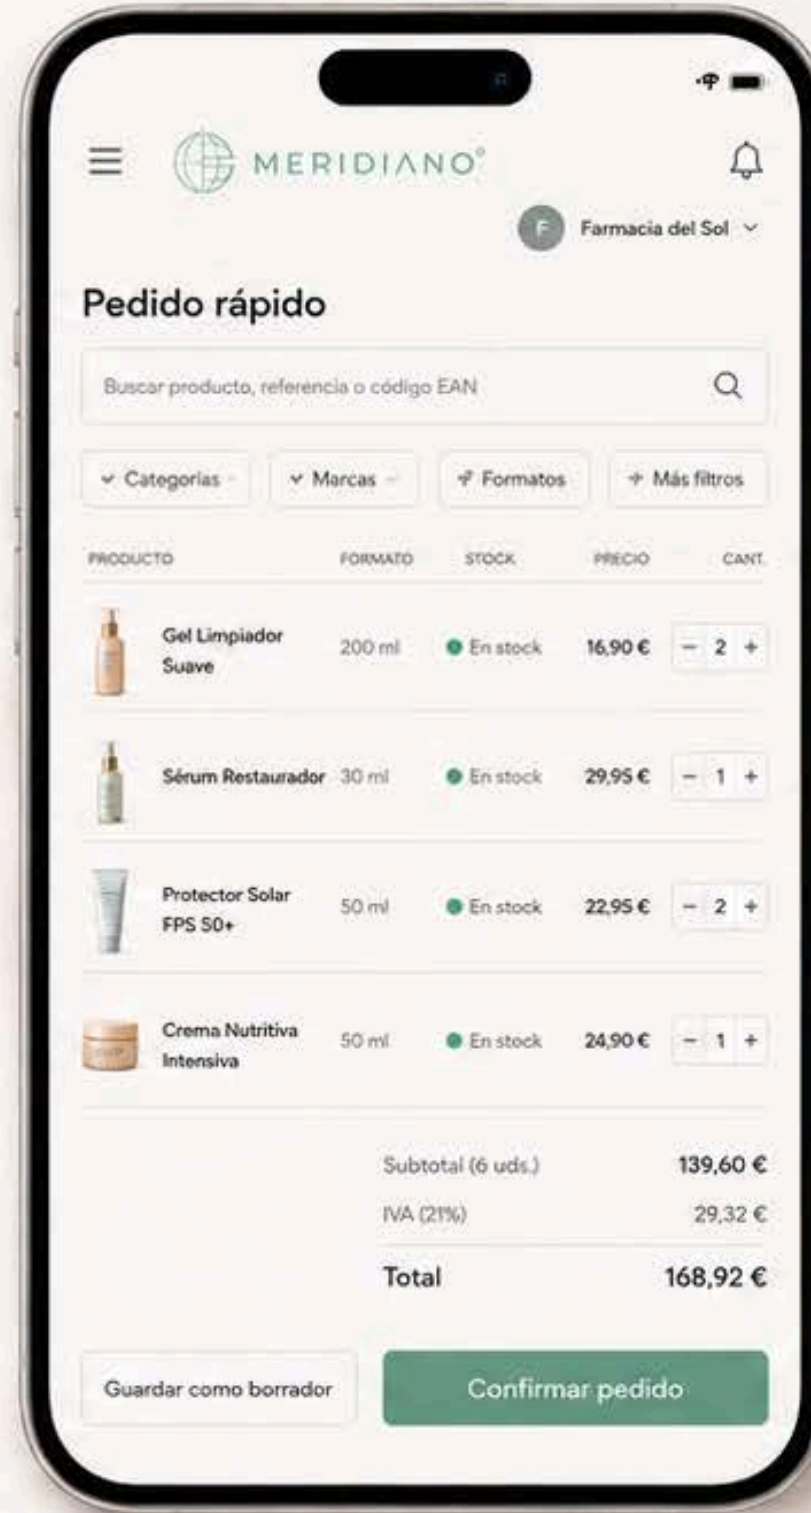 MERIDIANO
F Farmacia del Sol
Pedido rápido
Buscar producto, referencia o código EAN
Categorías Marcas Formatos Más filtros
PRODUCTO FORMATO STOCK PRECIO CANT.
Gel Limpiador
Suave
200 ml En stock 16,90 € − 2 +
Sérum Restaurador 30 ml En stock 29,95 € − 1 +
Protector Solar
FPS 50+
50 ml En stock 22,95 € − 2 +
Crema Nutritiva
Intensiva
50 ml En stock 24,90 € − 1 +
Subtotal (6 uds.) 139,60 €
IVA (21%) 29,32 €
Total 168,92 €
Guardar como borrador Confirmar pedido